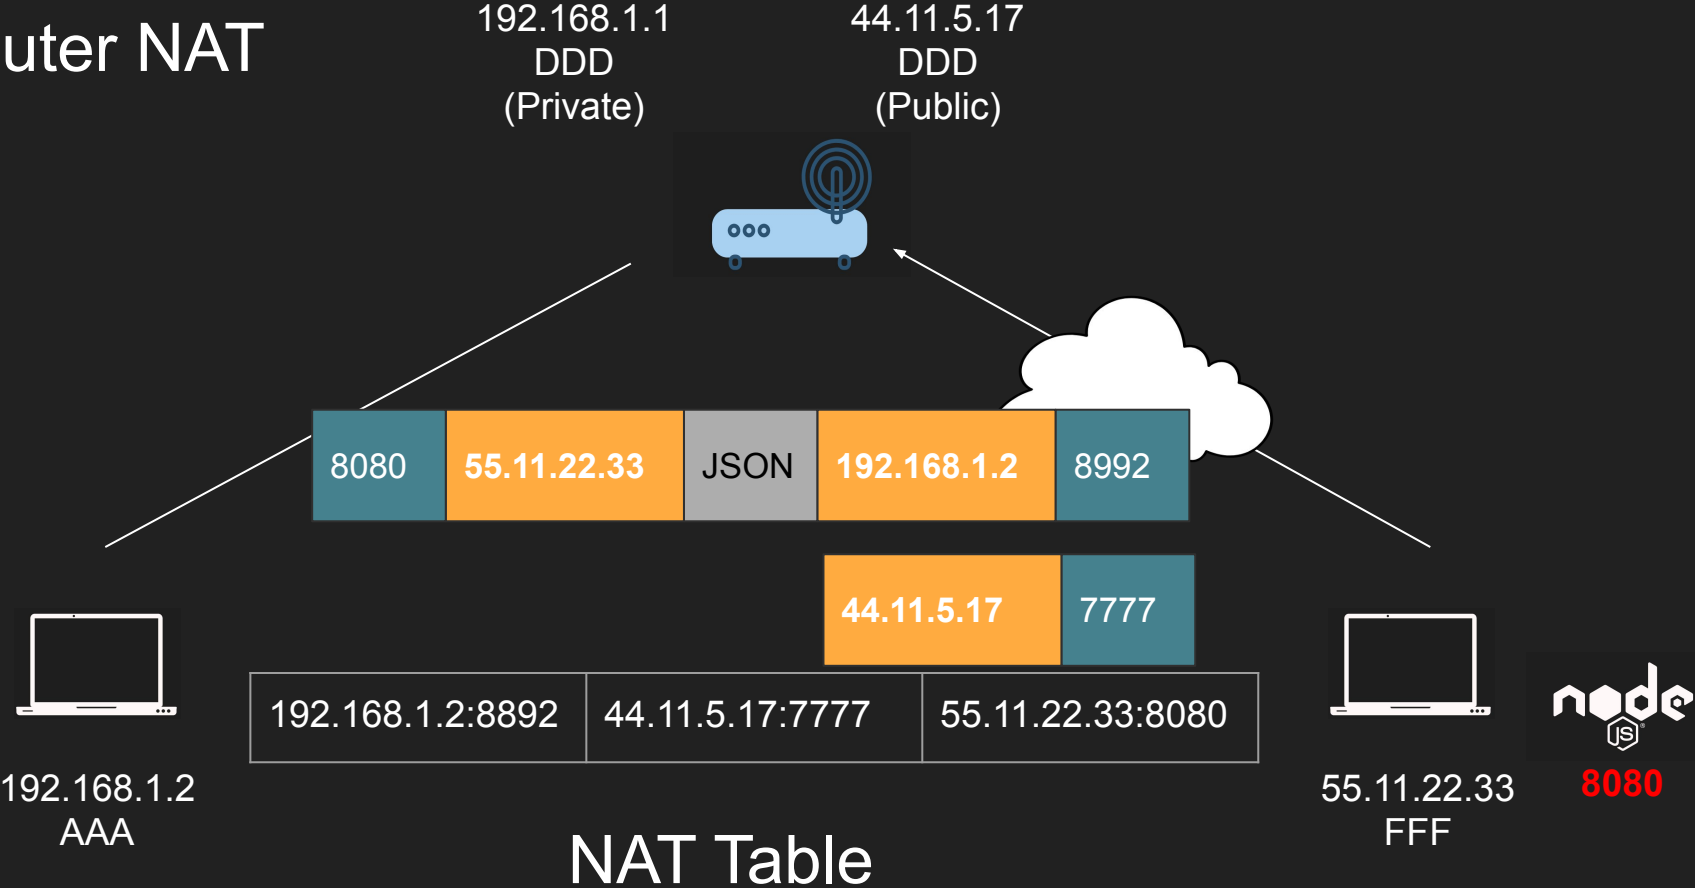 uter NAT
192.168.1.1
DDD
(Private)
44.11.5.17
DDD
(Public)
8080 55.11.22.33 JSON 192.168.1.2 8992
44.11.5.17 7777
192.168.1.2:8892 44.11.5.17:7777 55.11.22.33:8080
192.168.1.2
AAA
55.11.22.33
FFF
node
JS
8080
NAT Table